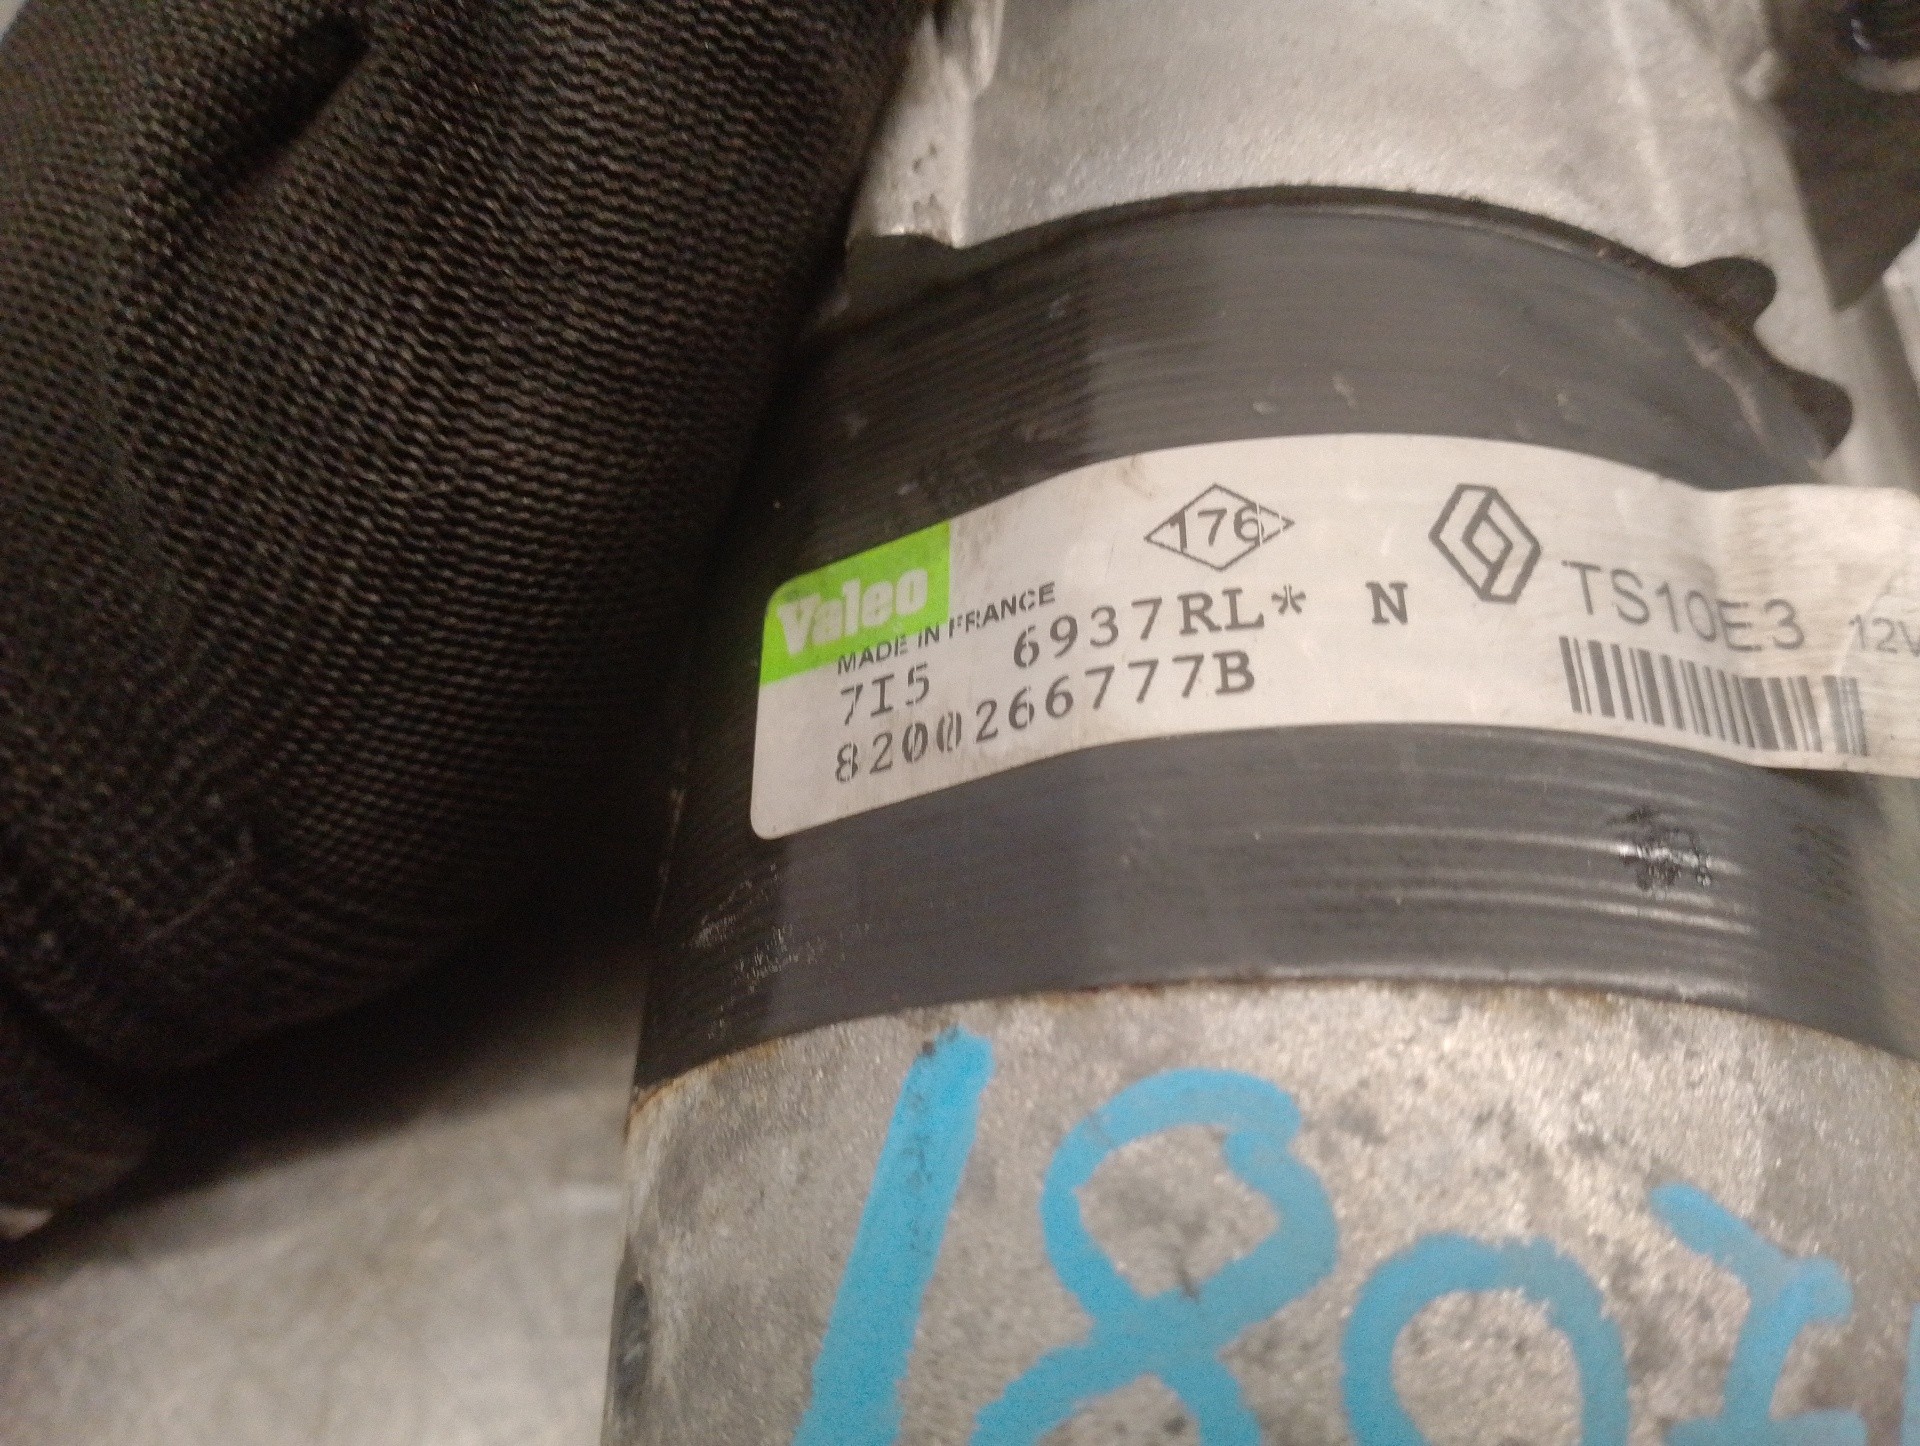 176
Valeo
MADE IN FRANCE
TS10E3 12V
7I5 6937RL* N
8200266777B